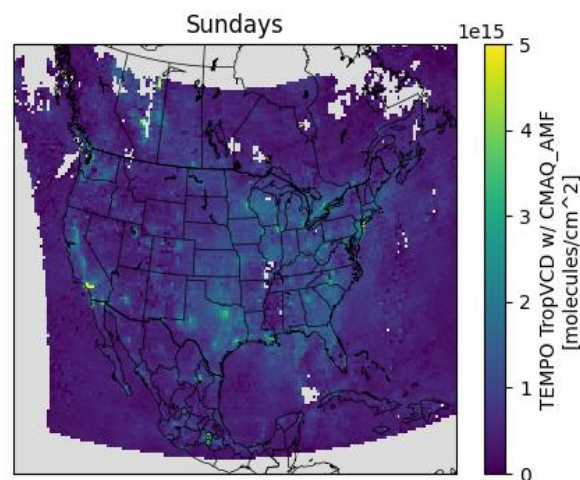 Sundays
1e15
5
4
3
2
1
0
TEMPO TropVCD w/ CMAQ_AMF
[molecules/cm^2]